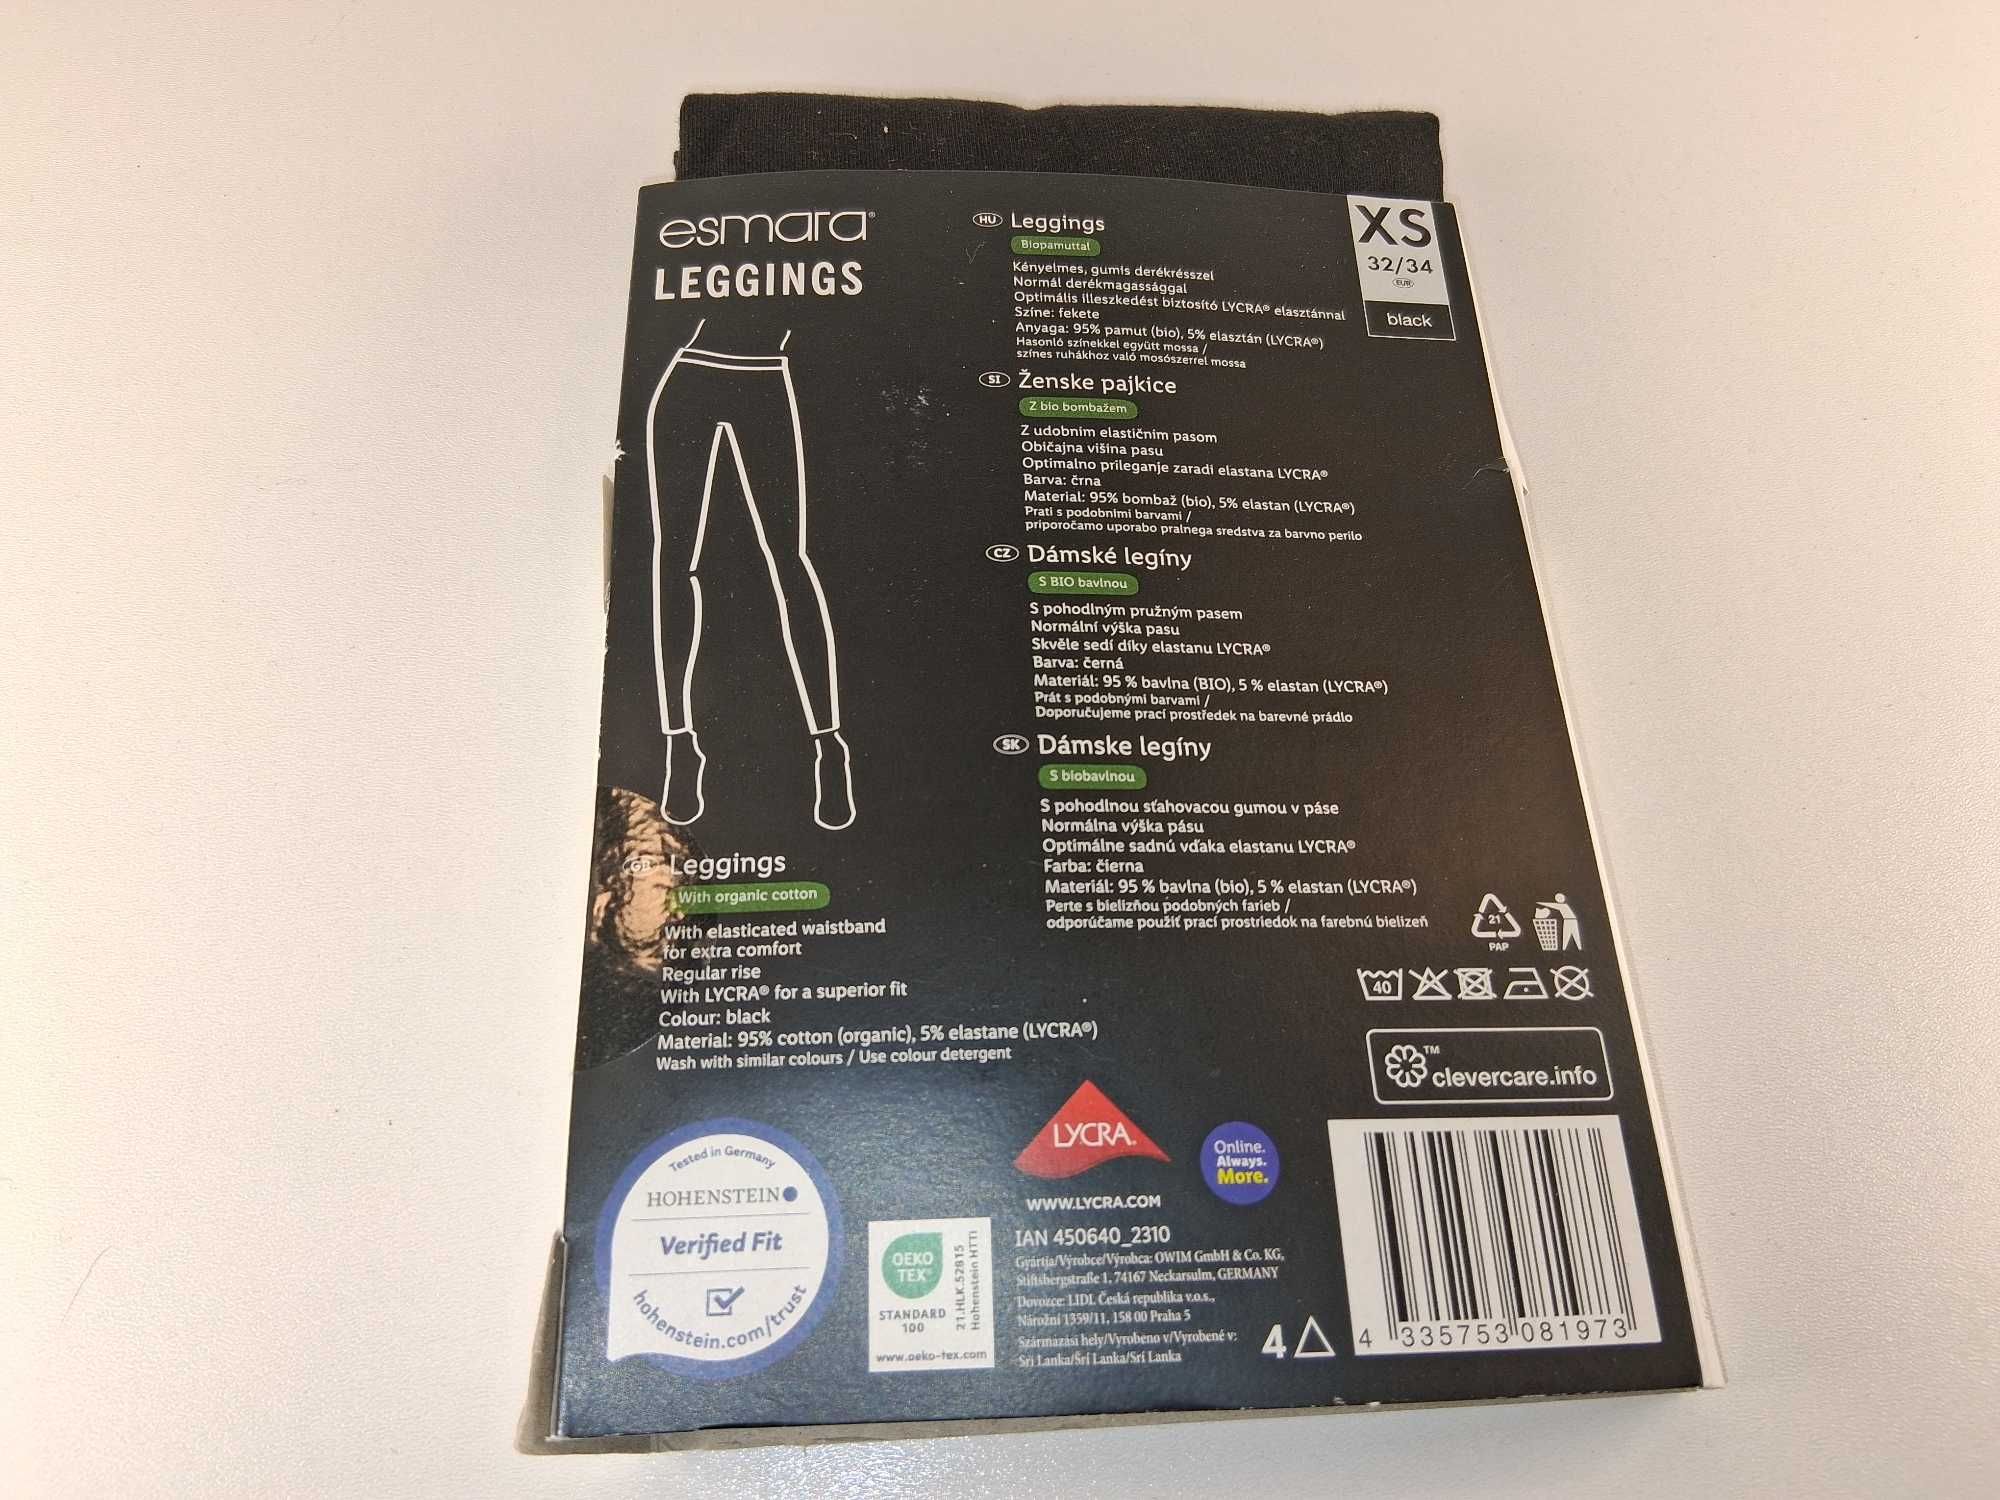 esmara®
LEGGINGS
XS
32/34
EUR
black
HU Leggings
Biopamuttal
Kényelmes, gumis derékrésszel
Normál derékmagassággal
Optimális illeszkedést biztosító LYCRA® elasztánnal
Színe: fekete
Anyaga: 95% pamut (bio), 5% elasztán (LYCRA®)
Hasonló színekkel együtt mossa /
színes ruhákhoz való mosószerrel mossa
SI Ženske pajkice
Z bio bombažem
Z udobnim elastičnim pasom
Običajna višina pasu
Optimalno prileganje zaradi elastana LYCRA®
Barva: črna
Material: 95% bombaž (bio), 5% elastan (LYCRA®)
Prati s podobnimi barvami /
priporočamo uporabo pralnega sredstva za barvno perilo
CZ Dámské legíny
S BIO bavlnou
S pohodlným pružným pasem
Normální výška pasu
Skvěle sedí díky elastanu LYCRA®
Barva: černá
Materiál: 95 % bavlna (BIO), 5 % elastan (LYCRA®)
Prát s podobnými barvami /
Doporučujeme prací prostředek na barevné prádlo
SK Dámske legíny
S biobavlnou
S pohodlnou sťahovacou gumou v páse
Normálna výška pásu
Optimálne sadnú vďaka elastanu LYCRA®
Farba: čierna
Materiál: 95 % bavlna (bio), 5 % elastan (LYCRA®)
Perte s bielizňou podobných farieb /
odporúčame použiť prací prostriedok na farebnú bielizeň
GB Leggings
With organic cotton
With elasticated waistband
for extra comfort
Regular rise
With LYCRA® for a superior fit
Colour: black
Material: 95% cotton (organic), 5% elastane (LYCRA®)
Wash with similar colours / Use colour detergent
21
PAP
40
clevercare.info
TM
Tested in Germany
HOHENSTEIN
Verified Fit
hohenstein.com/trust
OEKO
TEX®
STANDARD
100
21.HLK.52815
Hohenstein HTTI
www.oeko-tex.com
LYCRA®
WWW.LYCRA.COM
Online.
Always.
More.
IAN 450640_2310
Gyártja/Výrobce/Výrobca: OWIM GmbH & Co. KG,
Stiftsbergstraße 1, 74167 Neckarsulm, GERMANY
Dovozce: LIDL Česká republika v.o.s.,
Nárožní 1359/11, 158 00 Praha 5
Származási hely/Vyrobeno v/Vyrobené v:
Srí Lanka/Srí Lanka/Srí Lanka
4
4 335753 081973